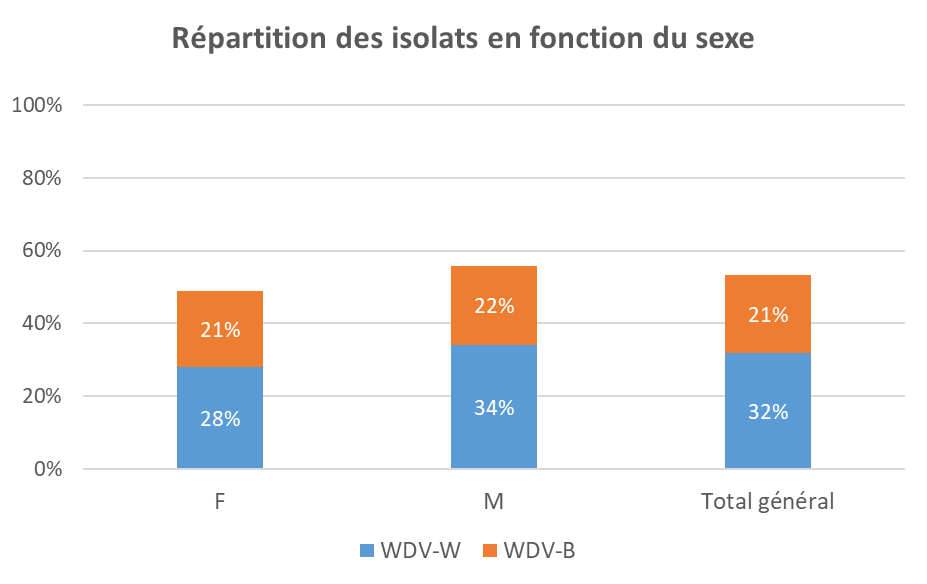 Répartition des isolats en fonction du sexe
100%
80%
60%
40%
20%
0%
21%
28%
22%
34%
21%
32%
F
M
Total général
WDV-W
WDV-B